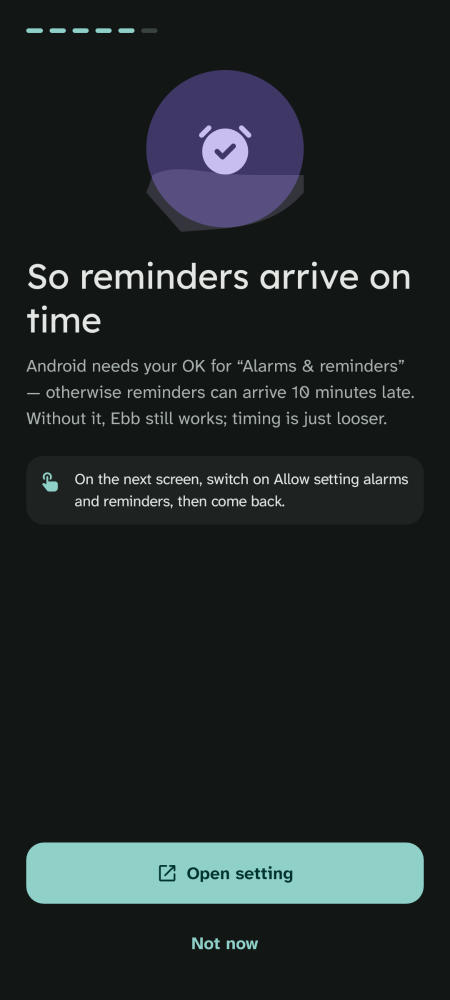 So reminders arrive on
time
Android needs your OK for “Alarms & reminders”
— otherwise reminders can arrive 10 minutes late.
Without it, Ebb still works; timing is just looser.
On the next screen, switch on Allow setting alarms
and reminders, then come back.
Open setting
Not now